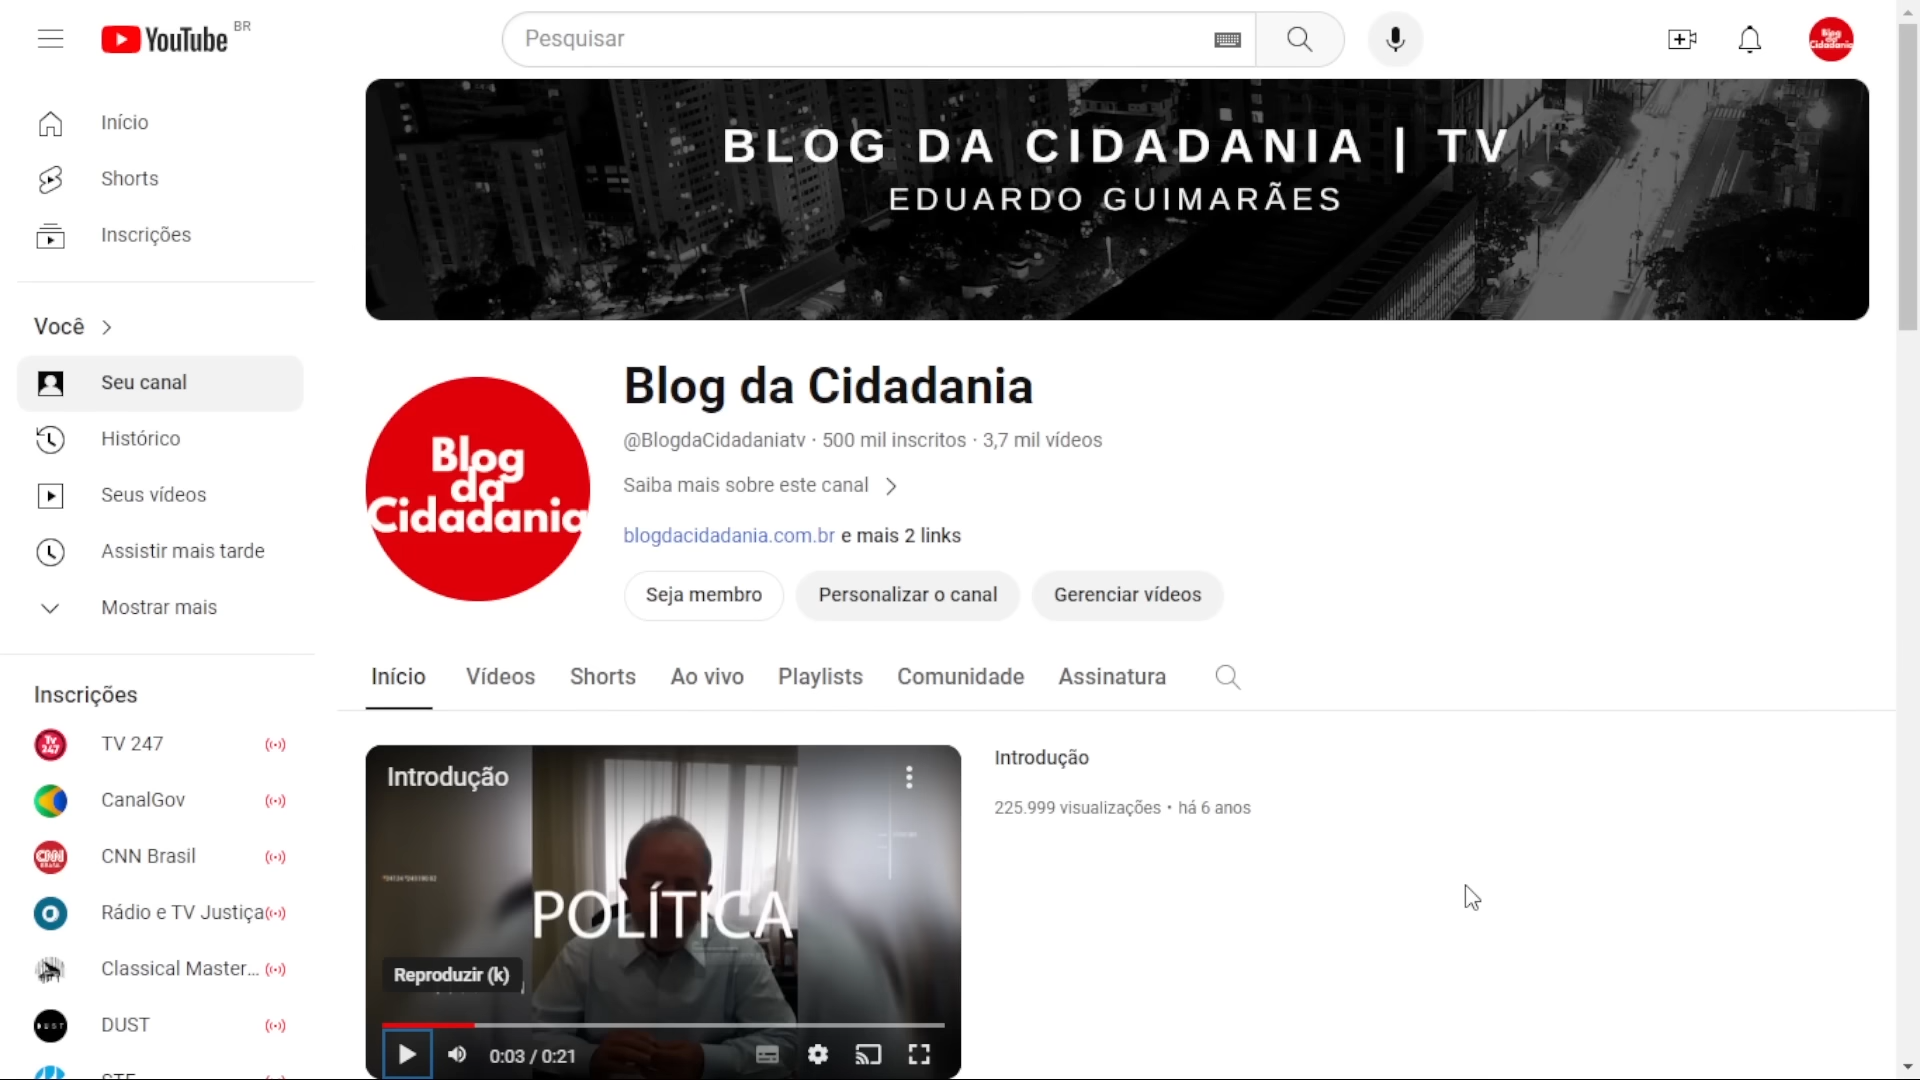 YouTube BR
Pesquisar
Início
Shorts
Inscrições
Você
Seu canal
Histórico
Seus vídeos
Assistir mais tarde
Mostrar mais
Inscrições
TV 247
CanalGov
CNN Brasil
Rádio e TV Justiça
Classical Master...
DUST
BLOG DA CIDADANIA | TV
EDUARDO GUIMARÃES
Blog
da
Cidadania
Blog da Cidadania
@BlogdaCidadaniatv · 500 mil inscritos · 3,7 mil vídeos
Saiba mais sobre este canal
blogdacidadania.com.br e mais 2 links
Seja membro
Personalizar o canal
Gerenciar vídeos
Início
Vídeos
Shorts
Ao vivo
Playlists
Comunidade
Assinatura
Introdução
POLÍTICA
Reproduzir (k)
0:03 / 0:21
Introdução
225.999 visualizações • há 6 anos